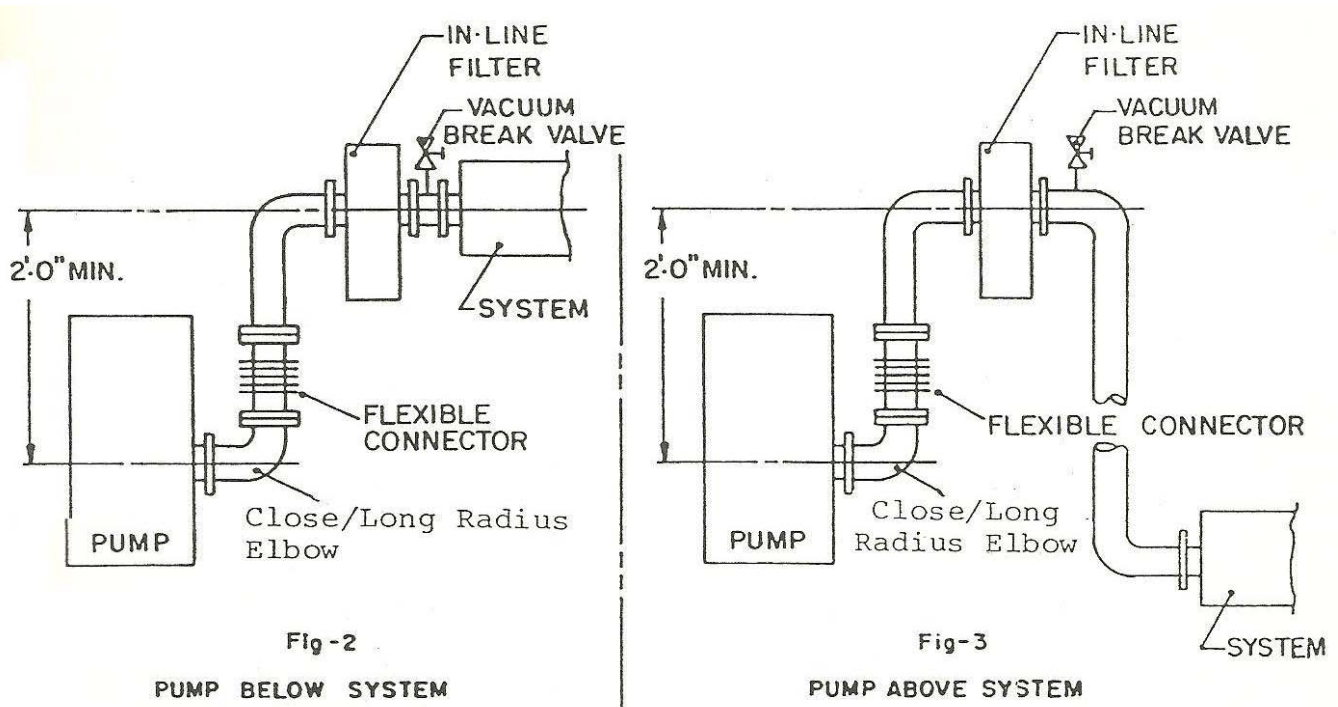 IN-LINE
FILTER
VACUUM
BREAK VALVE
2'-0" MIN.
SYSTEM
FLEXIBLE
CONNECTOR
Close/Long Radius
Elbow
PUMP
Fig-2
PUMP BELOW SYSTEM
IN-LINE
FILTER
VACUUM
BREAK VALVE
2'-0" MIN.
FLEXIBLE CONNECTOR
Close/Long
Radius Elbow
PUMP
SYSTEM
Fig-3
PUMP ABOVE SYSTEM